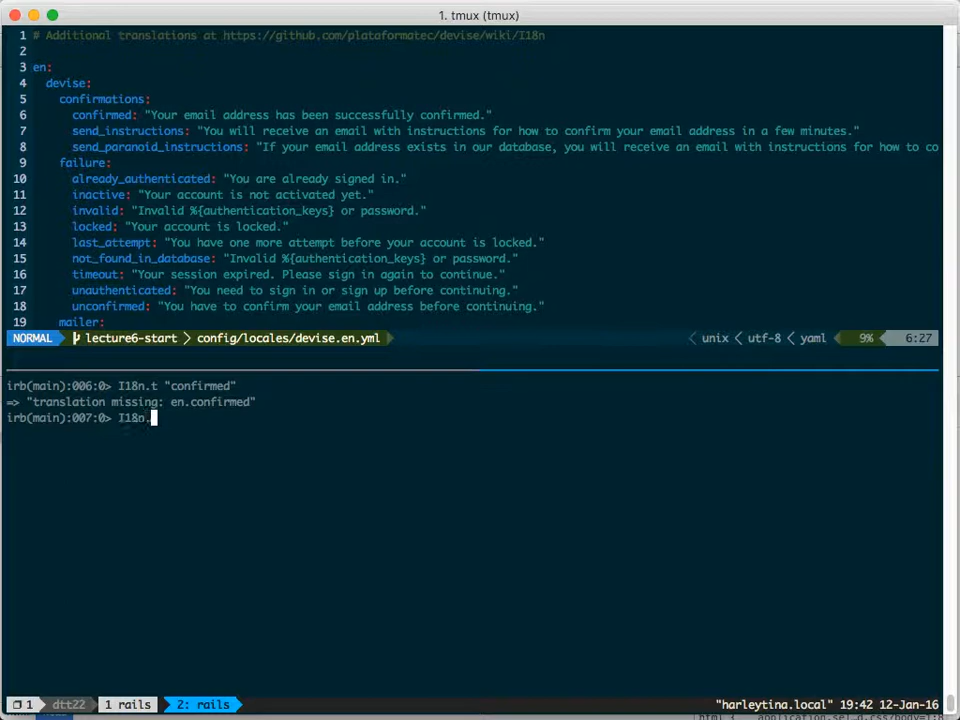 1. tmux (tmux)
1 # Additional translations at https://github.com/plataformatec/devise/wiki/I18n
2
3 en:
4 devise:
5 confirmations:
6 confirmed: "Your email address has been successfully confirmed."
7 send_instructions: "You will receive an email with instructions for how to confirm your email address in a few minutes."
8 send_paranoid_instructions: "If your email address exists in our database, you will receive an email with instructions for how to co
9 failure:
10 already_authenticated: "You are already signed in."
11 inactive: "Your account is not activated yet."
12 invalid: "Invalid %{authentication_keys} or password."
13 locked: "Your account is locked."
14 last_attempt: "You have one more attempt before your account is locked."
15 not_found_in_database: "Invalid %{authentication_keys} or password."
16 timeout: "Your session expired. Please sign in again to continue."
17 unauthenticated: "You need to sign in or sign up before continuing."
18 unconfirmed: "You have to confirm your email address before continuing."
19 mailer:
NORMAL lecture6-start > config/locales/devise.en.yml < unix < utf-8 < yaml 9% 6:27
irb(main):006:0> I18n.t "confirmed"
=> "translation missing: en.confirmed"
irb(main):007:0> I18n.
1 dtt22 1 rails 2: rails "harleytina.local" 19:42 12-Jan-16